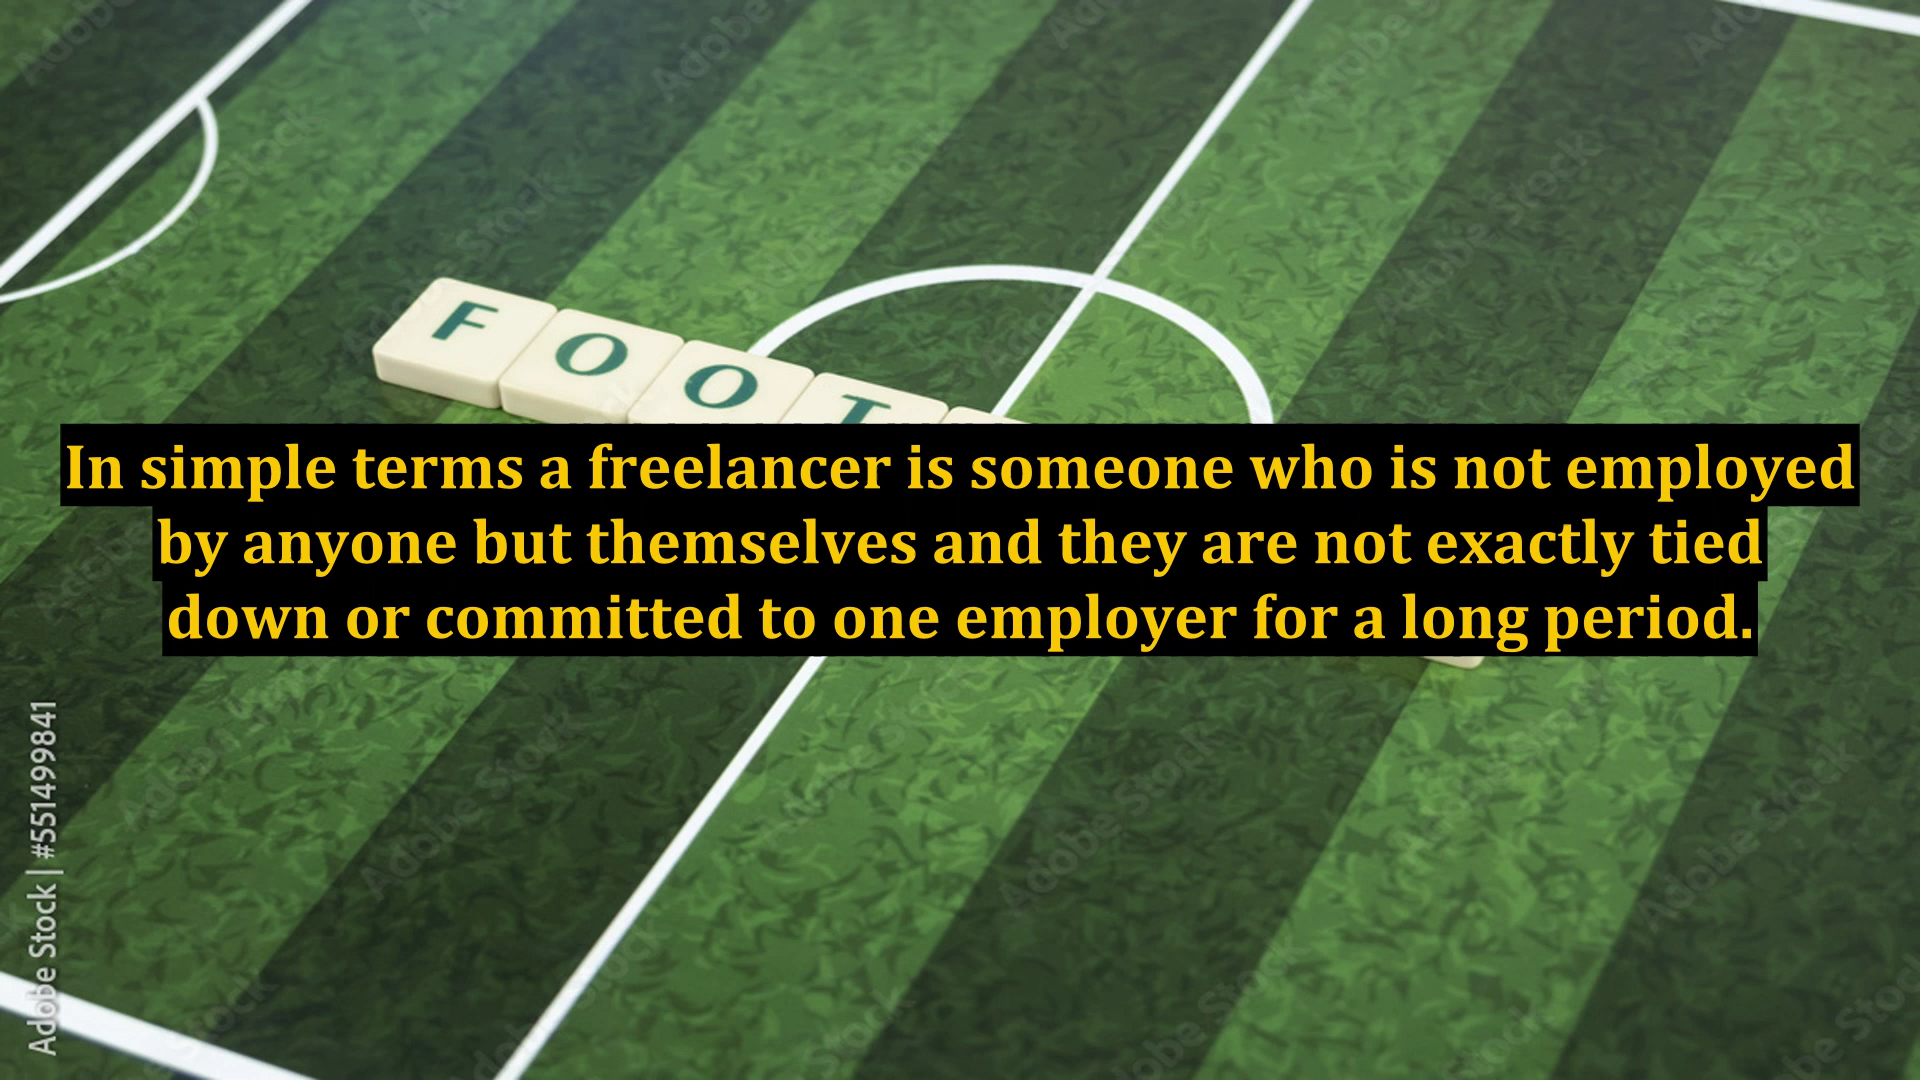 F O O T
In simple terms a freelancer is someone who is not employed
by anyone but themselves and they are not exactly tied
down or committed to one employer for a long period.
Adobe Stock | #551499841